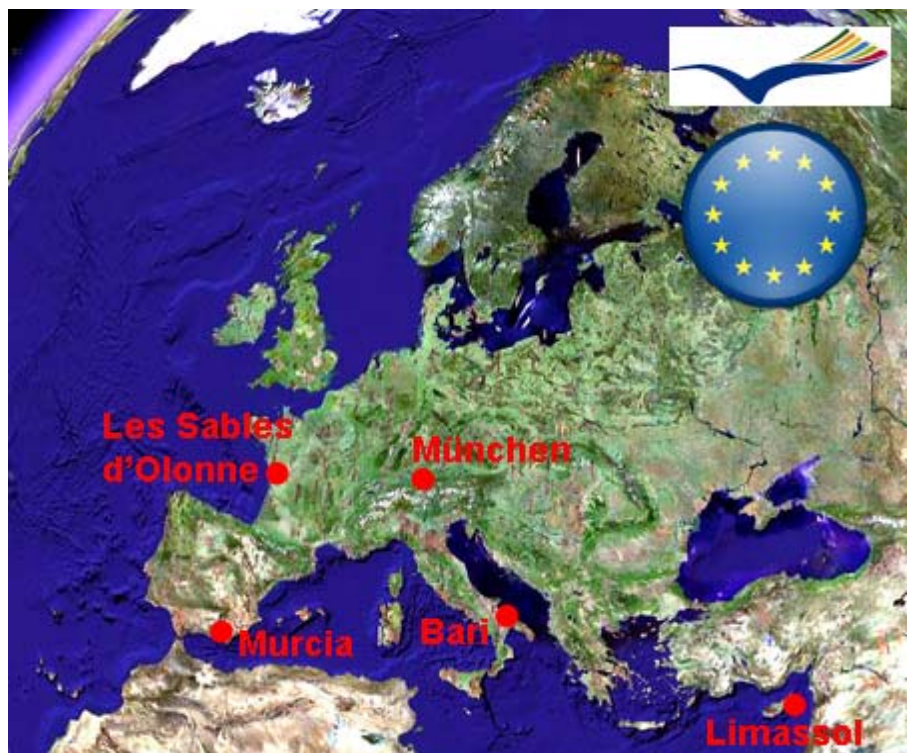 Les Sables
d’Olonne
München
Murcia
Bari
Limassol